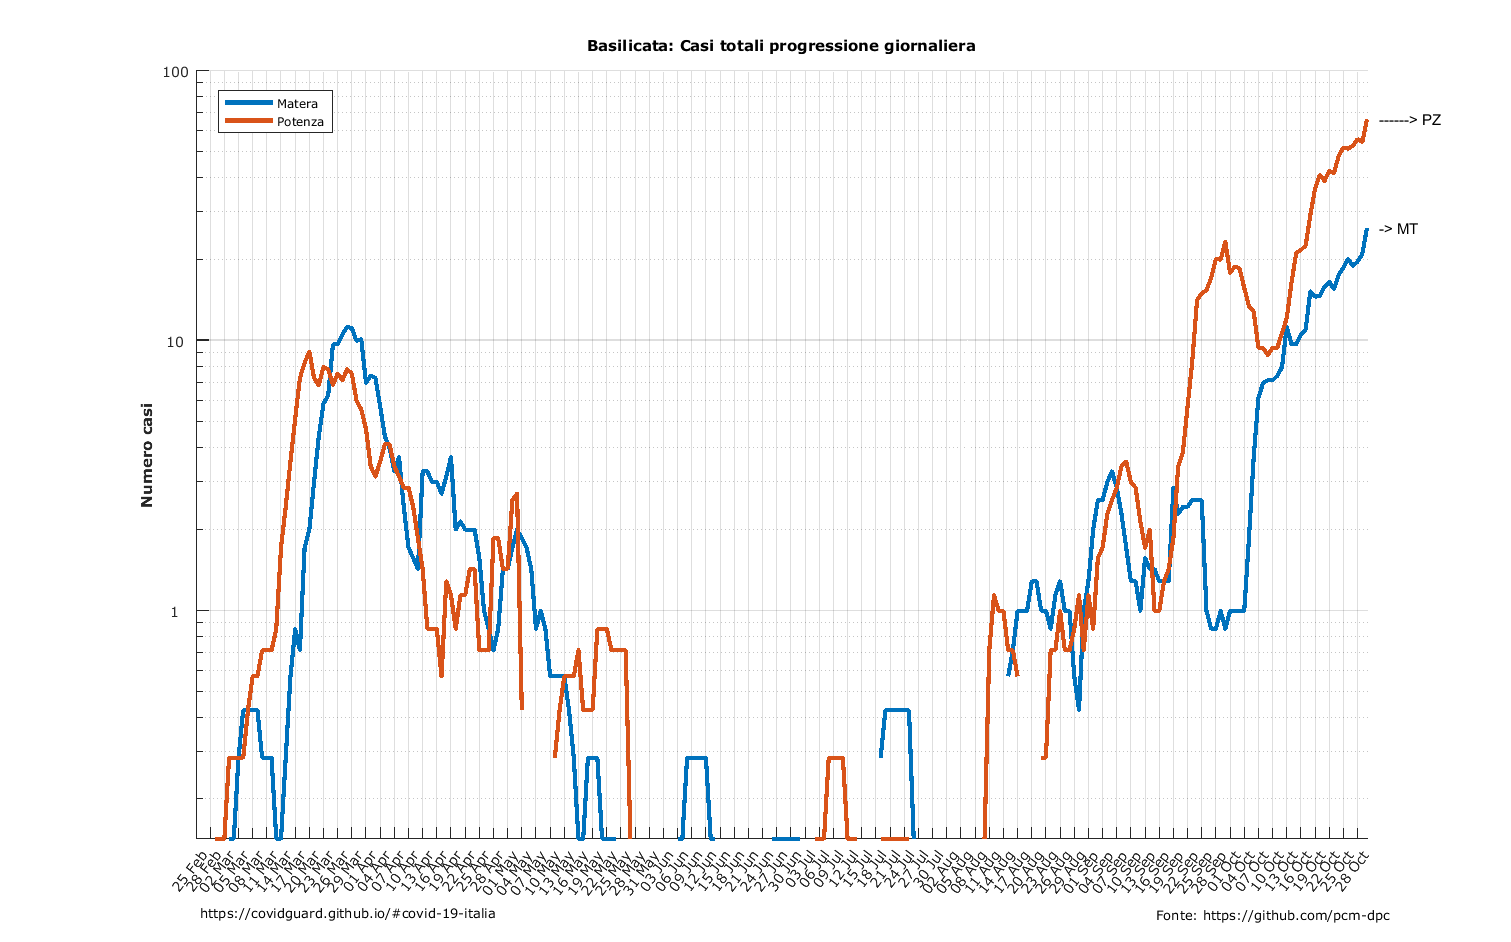 Basilicata: Casi totali progressione giornaliera
Matera
Potenza
100
10
1
Numero casi
------> PZ
-> MT
25 Feb
28 Feb
02 Mar
05 Mar
08 Mar
11 Mar
14 Mar
17 Mar
20 Mar
23 Mar
26 Mar
29 Mar
01 Apr
04 Apr
07 Apr
10 Apr
13 Apr
16 Apr
19 Apr
22 Apr
25 Apr
28 Apr
01 May
04 May
07 May
10 May
13 May
16 May
19 May
22 May
25 May
28 May
31 May
03 Jun
06 Jun
09 Jun
12 Jun
15 Jun
18 Jun
21 Jun
24 Jun
27 Jun
30 Jun
03 Jul
06 Jul
09 Jul
12 Jul
15 Jul
18 Jul
21 Jul
24 Jul
27 Jul
30 Jul
02 Aug
05 Aug
08 Aug
11 Aug
14 Aug
17 Aug
20 Aug
23 Aug
26 Aug
29 Aug
01 Sep
04 Sep
07 Sep
10 Sep
13 Sep
16 Sep
19 Sep
22 Sep
25 Sep
28 Sep
01 Oct
04 Oct
07 Oct
10 Oct
13 Oct
16 Oct
19 Oct
22 Oct
25 Oct
28 Oct
https://covidguard.github.io/#covid-19-italia
Fonte: https://github.com/pcm-dpc